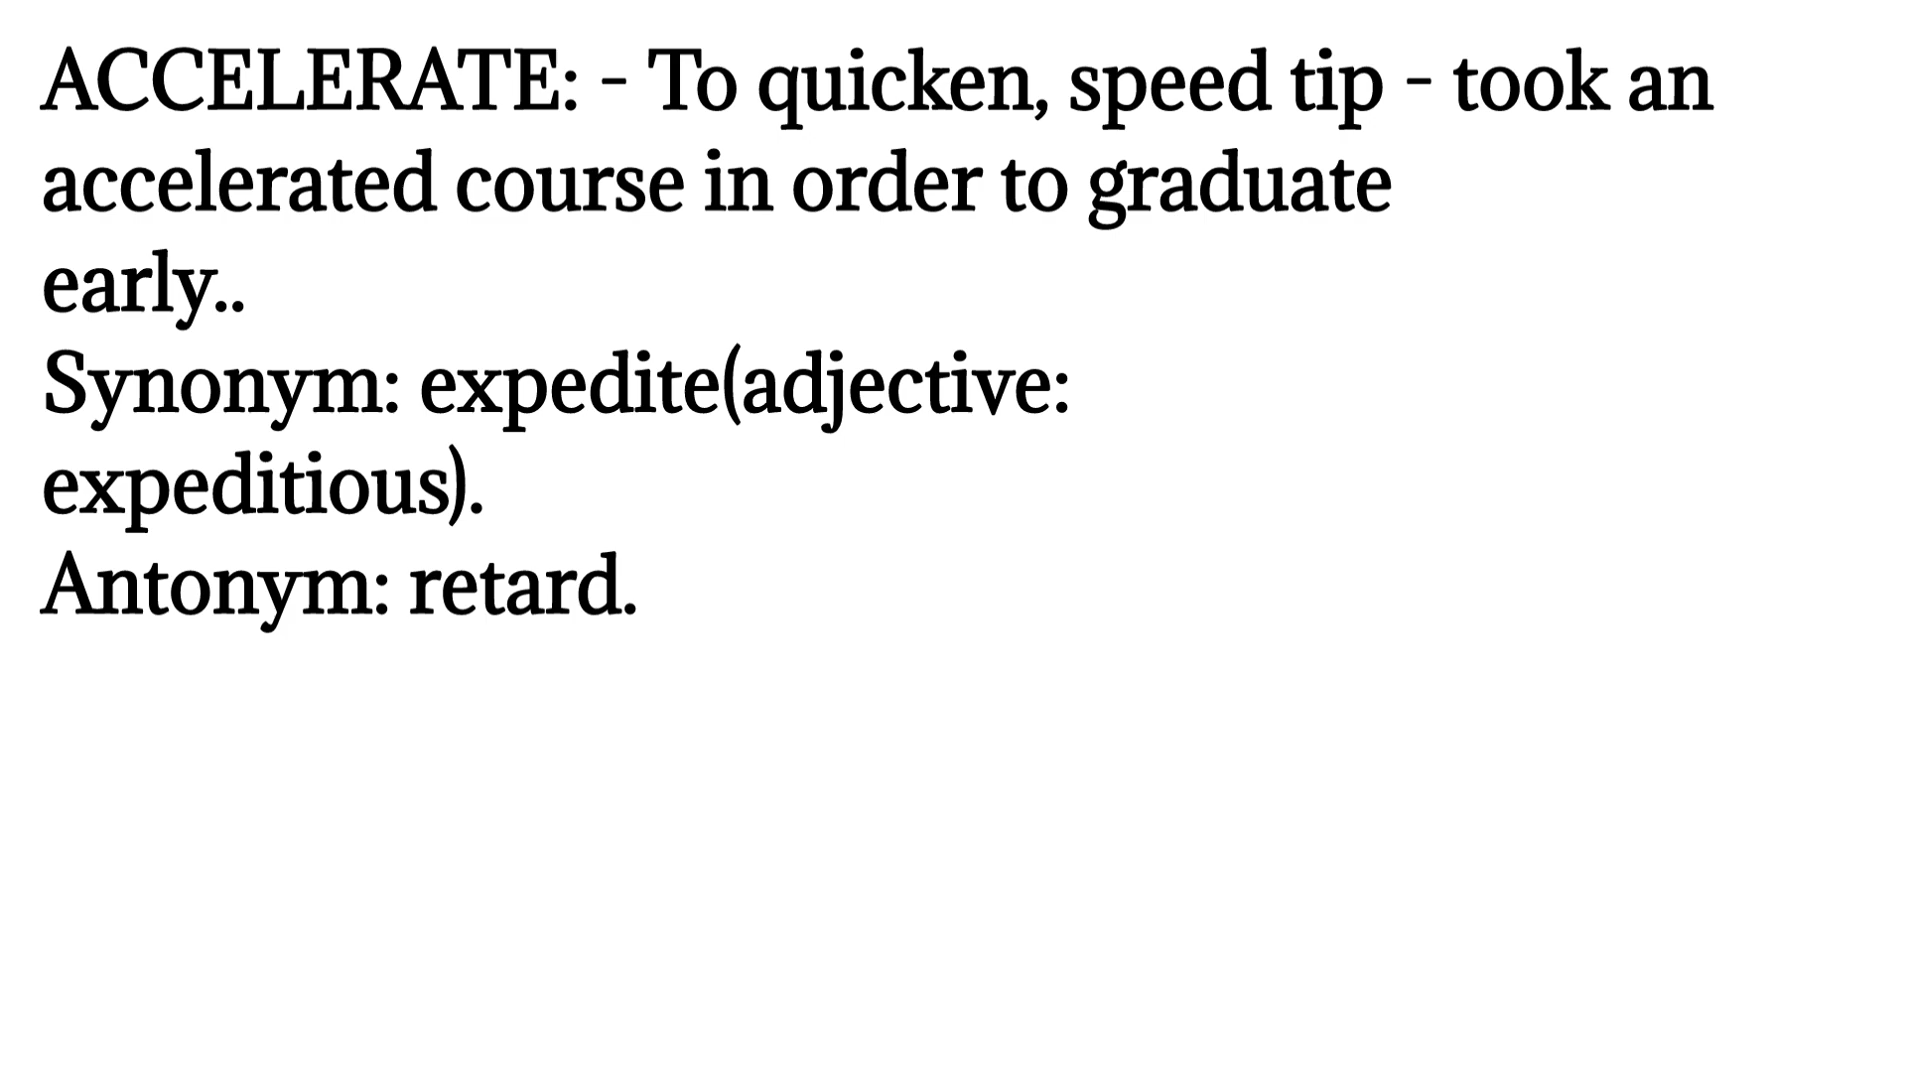 ACCELERATE: - To quicken, speed tip - took an
accelerated course in order to graduate
early..
Synonym: expedite(adjective:
expeditious).
Antonym: retard.